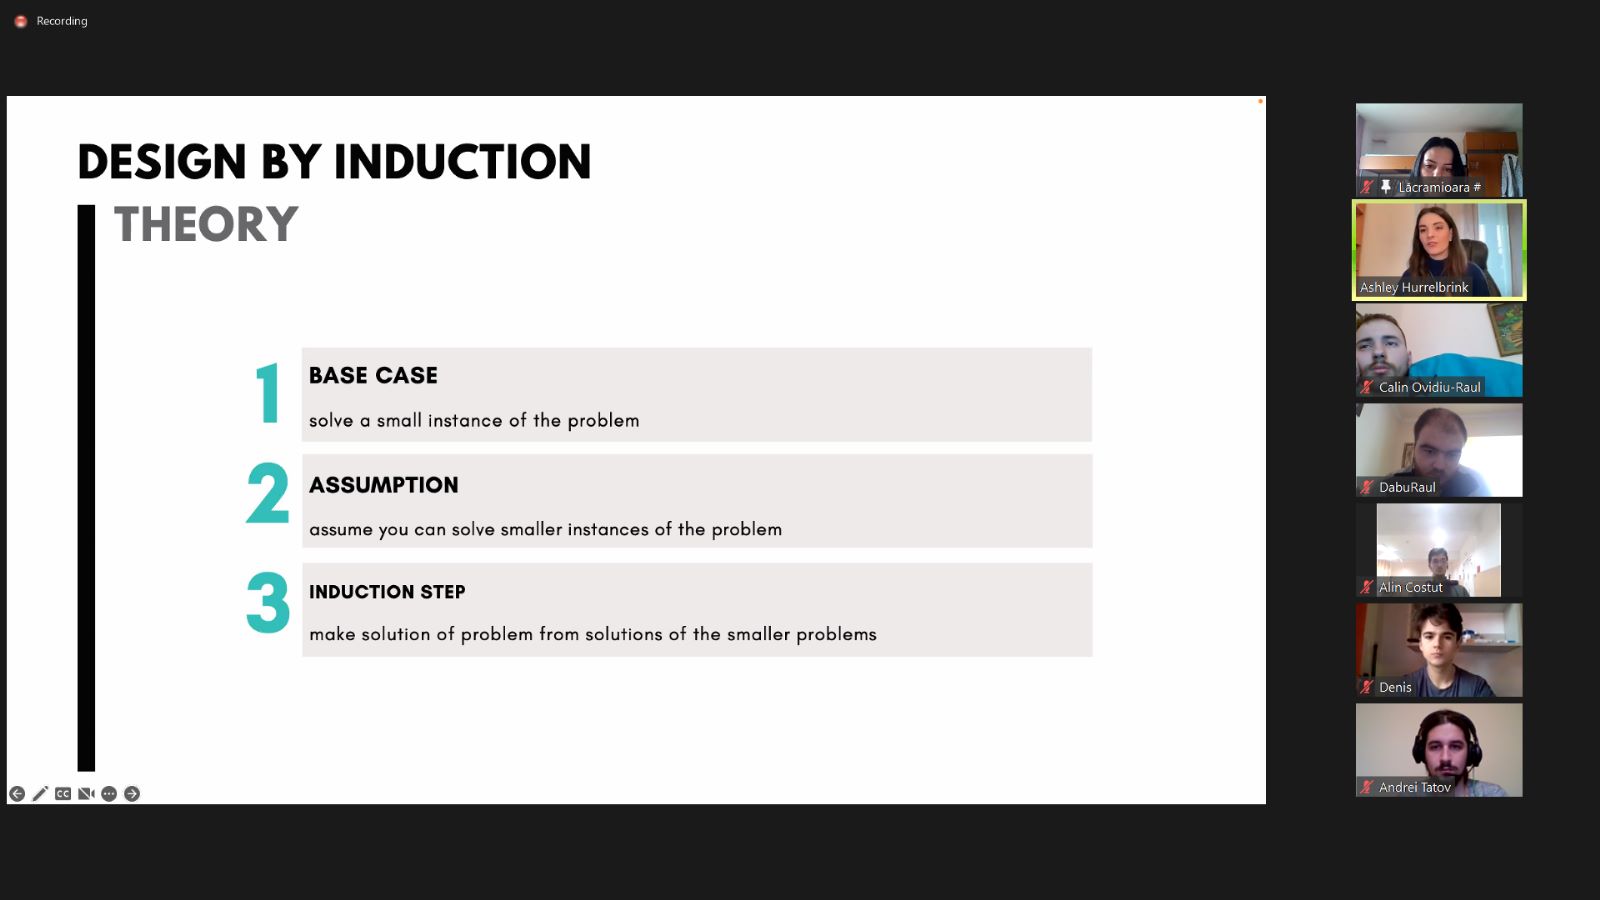 Recording
DESIGN BY INDUCTION
THEORY
1
BASE CASE
solve a small instance of the problem
2
ASSUMPTION
assume you can solve smaller instances of the problem
3
INDUCTION STEP
make solution of problem from solutions of the smaller problems
CC
Lăcramioara #
Ashley Hurrelbrink
Calin Ovidiu-Raul
DabuRaul
Alin Costut
Denis
Andrei Tatov